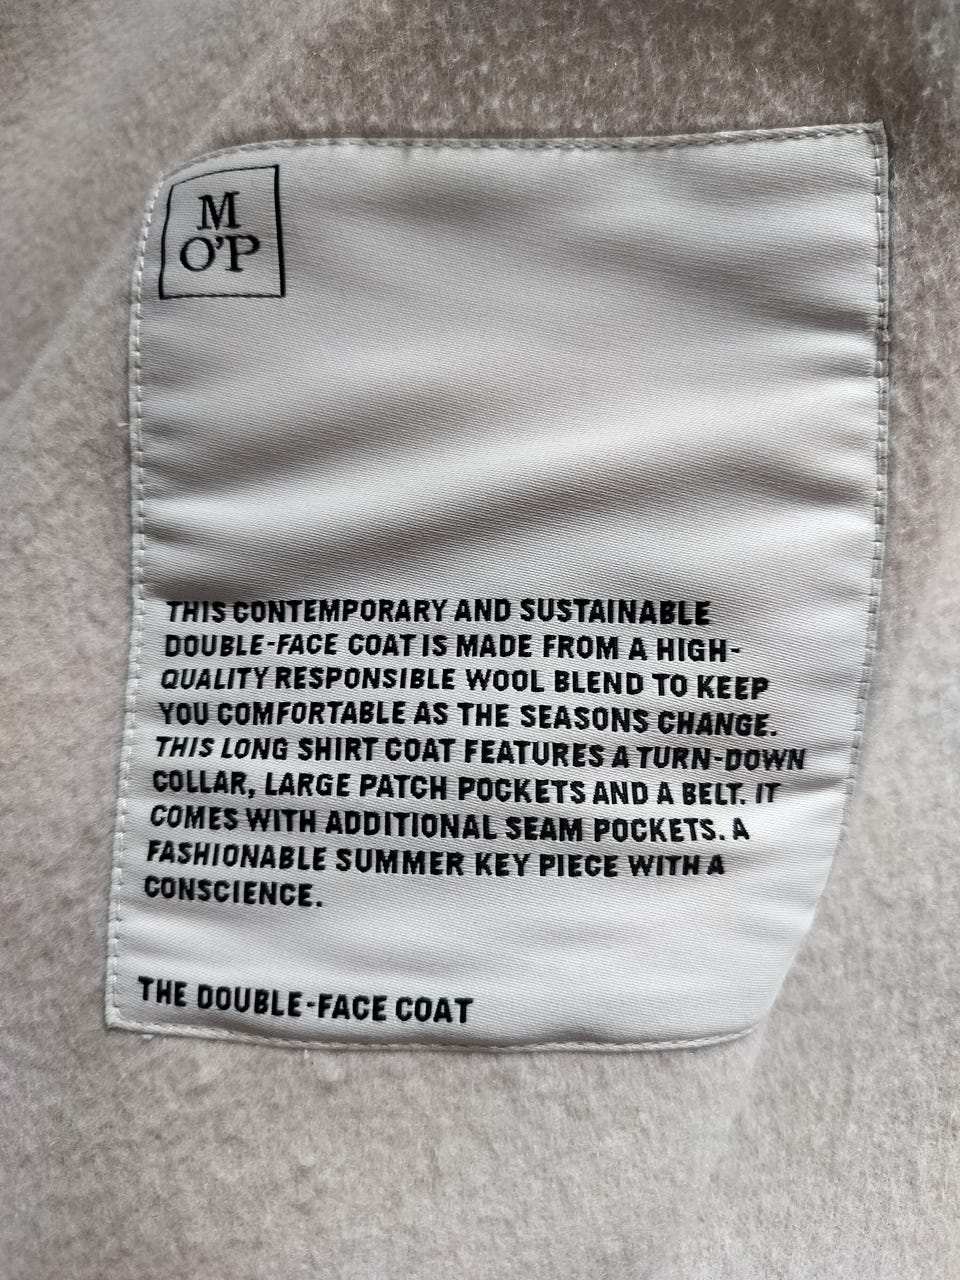 M
O'P
THIS CONTEMPORARY AND SUSTAINABLE
DOUBLE-FACE COAT IS MADE FROM A HIGH-
QUALITY RESPONSIBLE WOOL BLEND TO KEEP
YOU COMFORTABLE AS THE SEASONS CHANGE.
THIS LONG SHIRT COAT FEATURES A TURN-DOWN
COLLAR, LARGE PATCH POCKETS AND A BELT. IT
COMES WITH ADDITIONAL SEAM POCKETS. A
FASHIONABLE SUMMER KEY PIECE WITH A
CONSCIENCE.
THE DOUBLE-FACE COAT